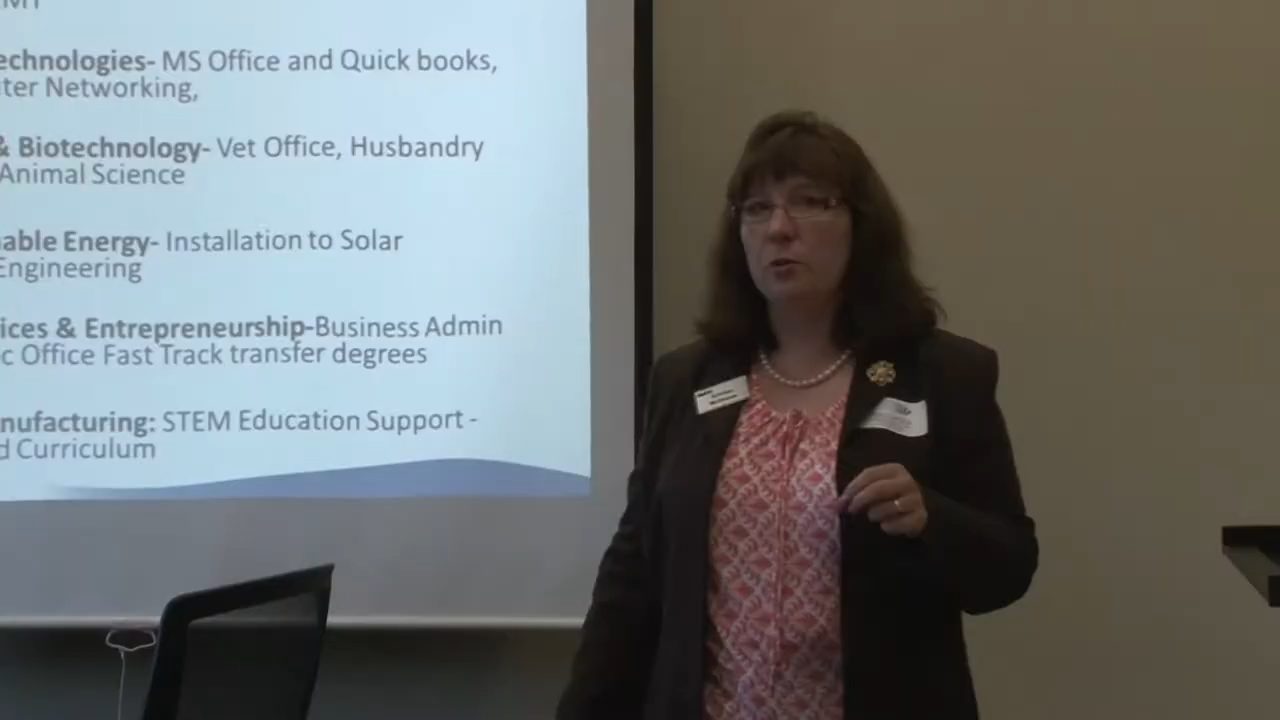 echnologies- MS Office and Quick books,
ter Networking,
& Biotechnology- Vet Office, Husbandry
Animal Science
able Energy- Installation to Solar
Engineering
ices & Entrepreneurship-Business Admin
c Office Fast Track transfer degrees
nufacturing: STEM Education Support -
d Curriculum